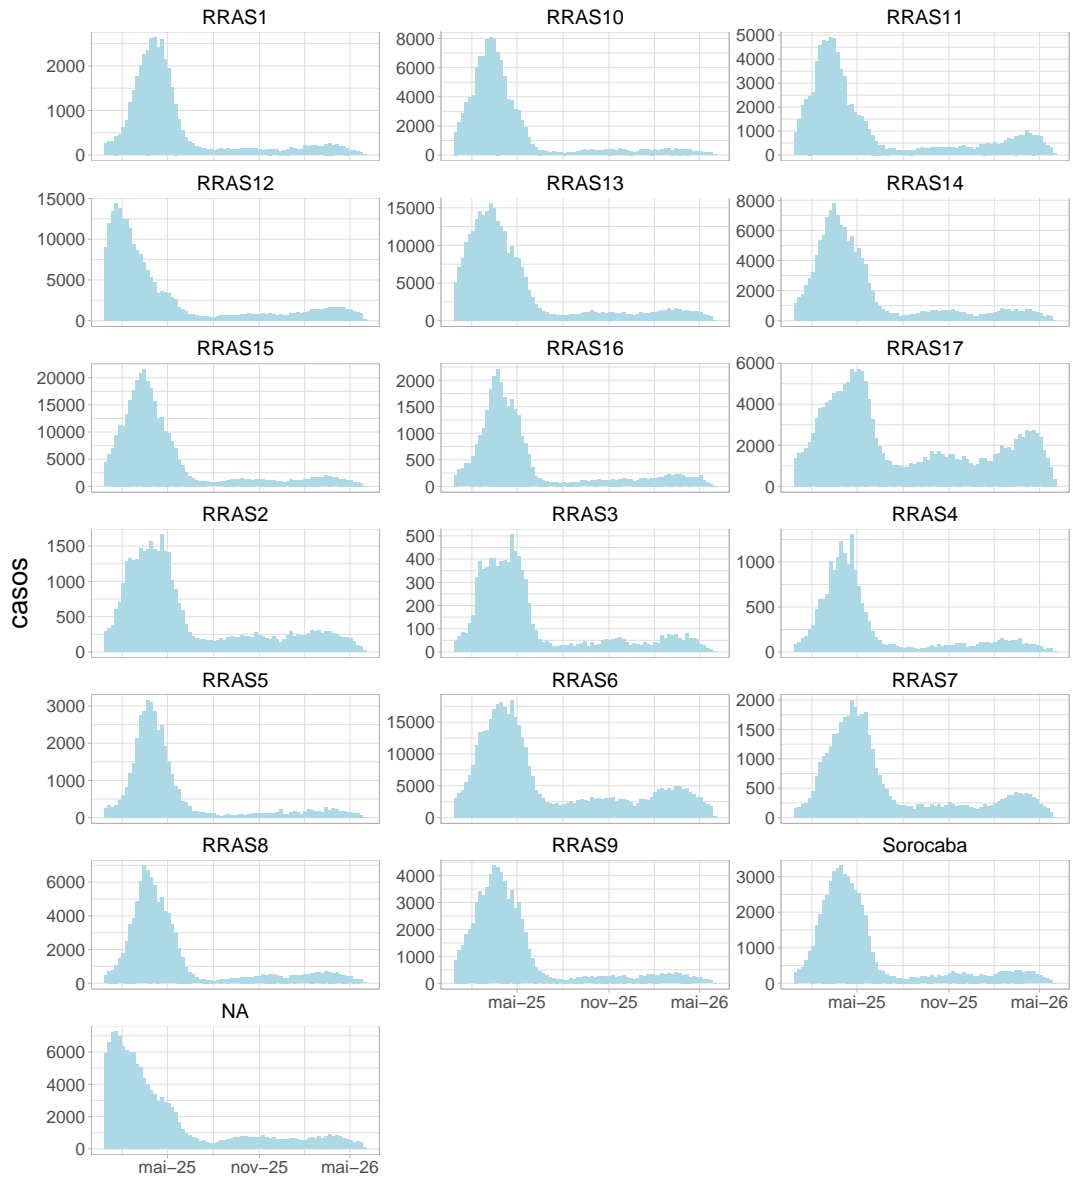 RRAS1 RRAS10 RRAS11
2000 1000 0
8000 6000 4000 2000 0
5000 4000 3000 2000 1000 0
RRAS12 RRAS13 RRAS14
15000 10000 5000 0
15000 10000 5000 0
8000 6000 4000 2000 0
RRAS15 RRAS16 RRAS17
20000 15000 10000 5000 0
2000 1500 1000 500 0
6000 4000 2000 0
casos
RRAS2 RRAS3 RRAS4
1500 1000 500 0
500 400 300 200 100 0
1000 500 0
RRAS5 RRAS6 RRAS7
3000 2000 1000 0
15000 10000 5000 0
2000 1500 1000 500 0
RRAS8 RRAS9 Sorocaba
6000 4000 2000 0
4000 3000 2000 1000 0
3000 2000 1000 0
mai−25 nov−25 mai−26
mai−25 nov−25 mai−26
NA
6000 4000 2000 0
mai−25 nov−25 mai−26